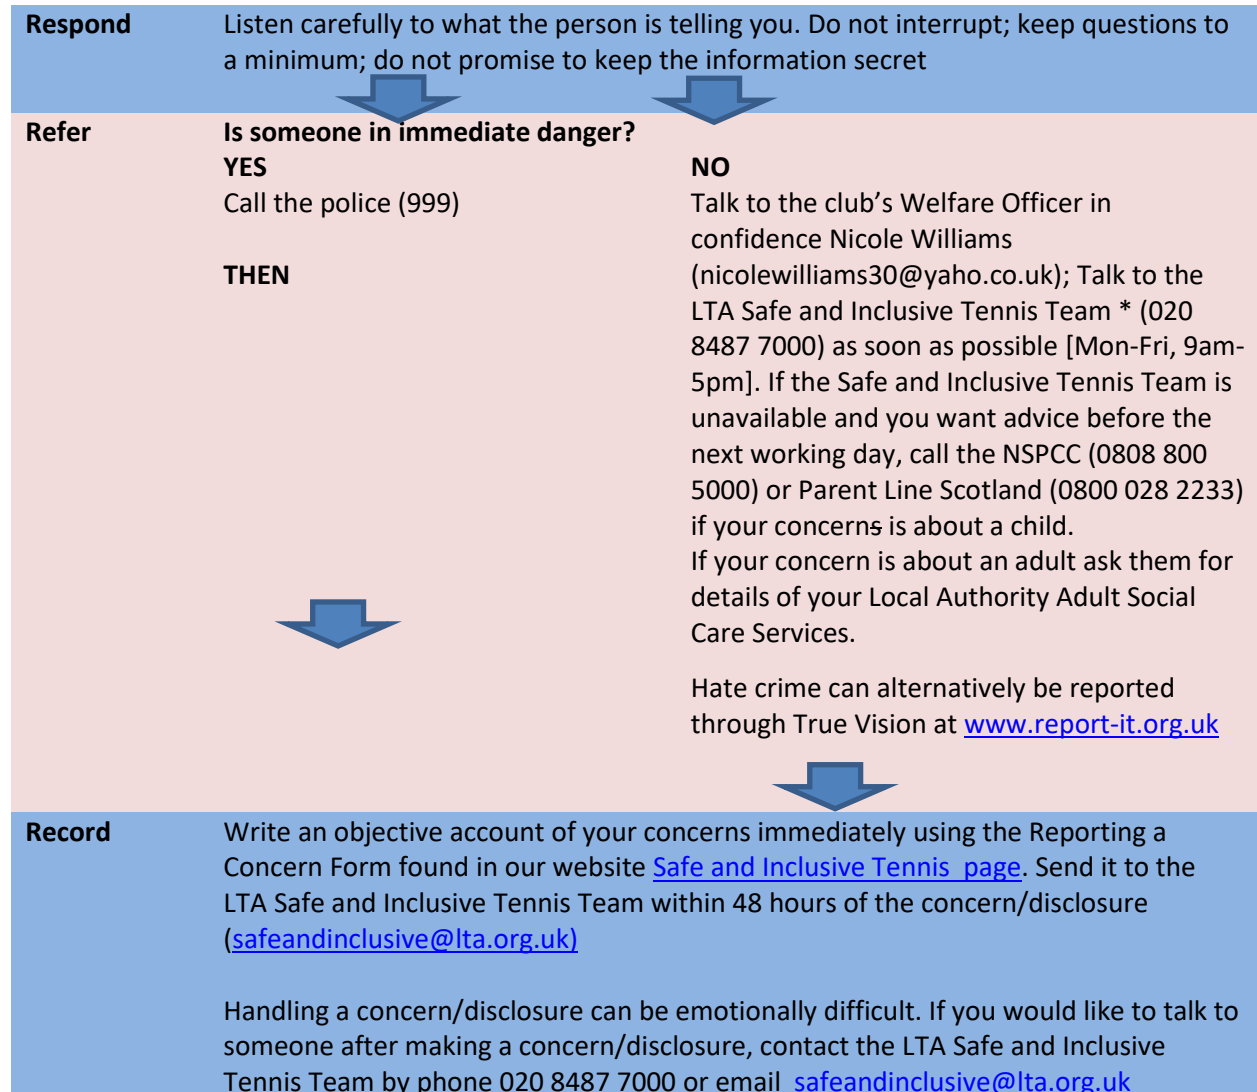 Respond
Listen carefully to what the person is telling you. Do not interrupt; keep questions to
a minimum; do not promise to keep the information secret
Refer
Is someone in immediate danger?
YES
Call the police (999)
THEN
NO
Talk to the club’s Welfare Officer in
confidence Nicole Williams
(nicolewilliams30@yaho.co.uk); Talk to the
LTA Safe and Inclusive Tennis Team * (020
8487 7000) as soon as possible [Mon-Fri, 9am-
5pm]. If the Safe and Inclusive Tennis Team is
unavailable and you want advice before the
next working day, call the NSPCC (0808 800
5000) or Parent Line Scotland (0800 028 2233)
if your concerns is about a child.
If your concern is about an adult ask them for
details of your Local Authority Adult Social
Care Services.
Hate crime can alternatively be reported
through True Vision at www.report-it.org.uk
Record
Write an objective account of your concerns immediately using the Reporting a
Concern Form found in our website Safe and Inclusive Tennis  page. Send it to the
LTA Safe and Inclusive Tennis Team within 48 hours of the concern/disclosure
(safeandinclusive@lta.org.uk)
Handling a concern/disclosure can be emotionally difficult. If you would like to talk to
someone after making a concern/disclosure, contact the LTA Safe and Inclusive
Tennis Team by phone 020 8487 7000 or email  safeandinclusive@lta.org.uk